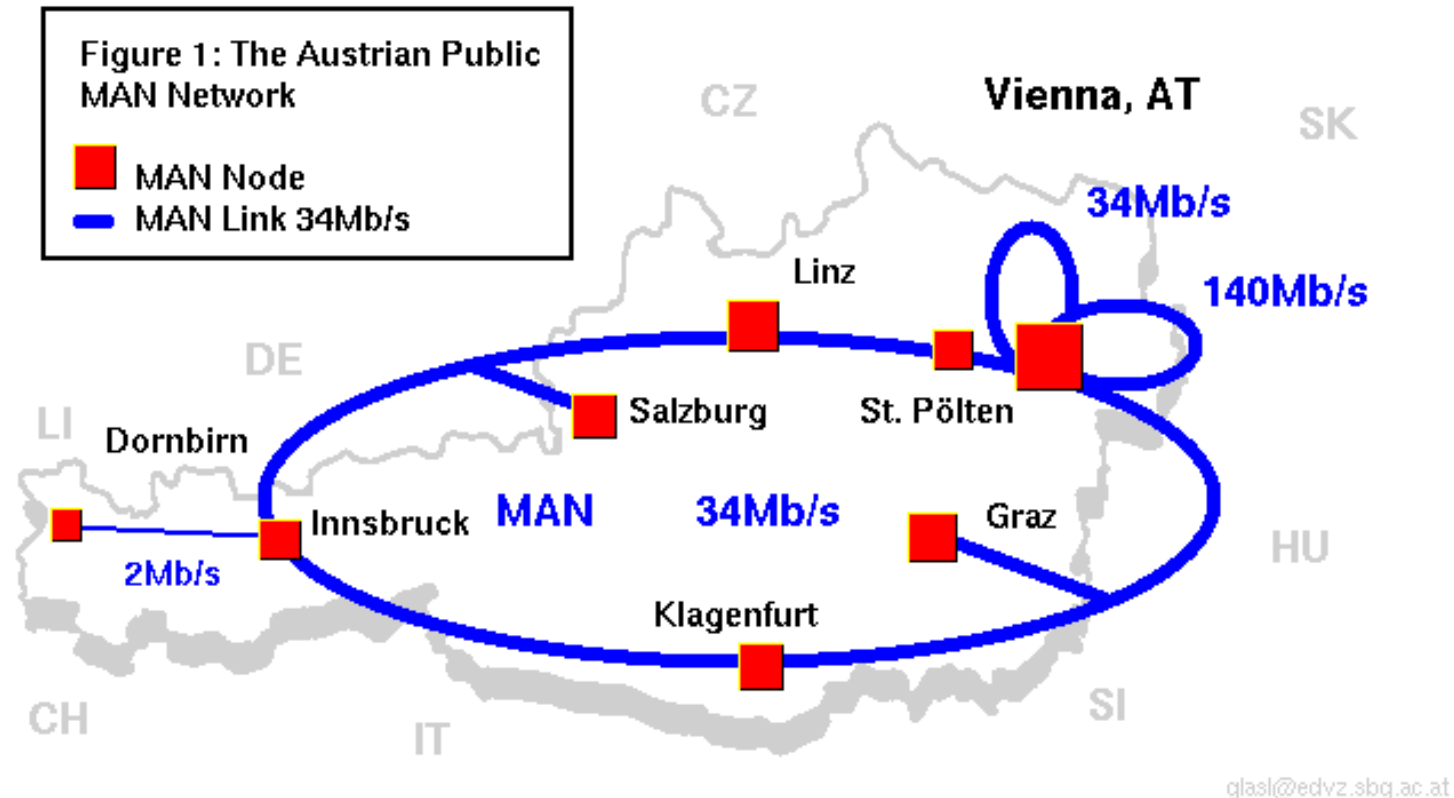 Figure 1: The Austrian Public
MAN Network
MAN Node
MAN Link 34Mb/s
CZ
Vienna, AT
SK
34Mb/s
140Mb/s
Linz
DE
LI
Dornbirn
Salzburg
St. Pölten
Innsbruck
MAN
34Mb/s
Graz
HU
2Mb/s
Klagenfurt
CH
IT
SI
glasl@edvz.sbg.ac.at